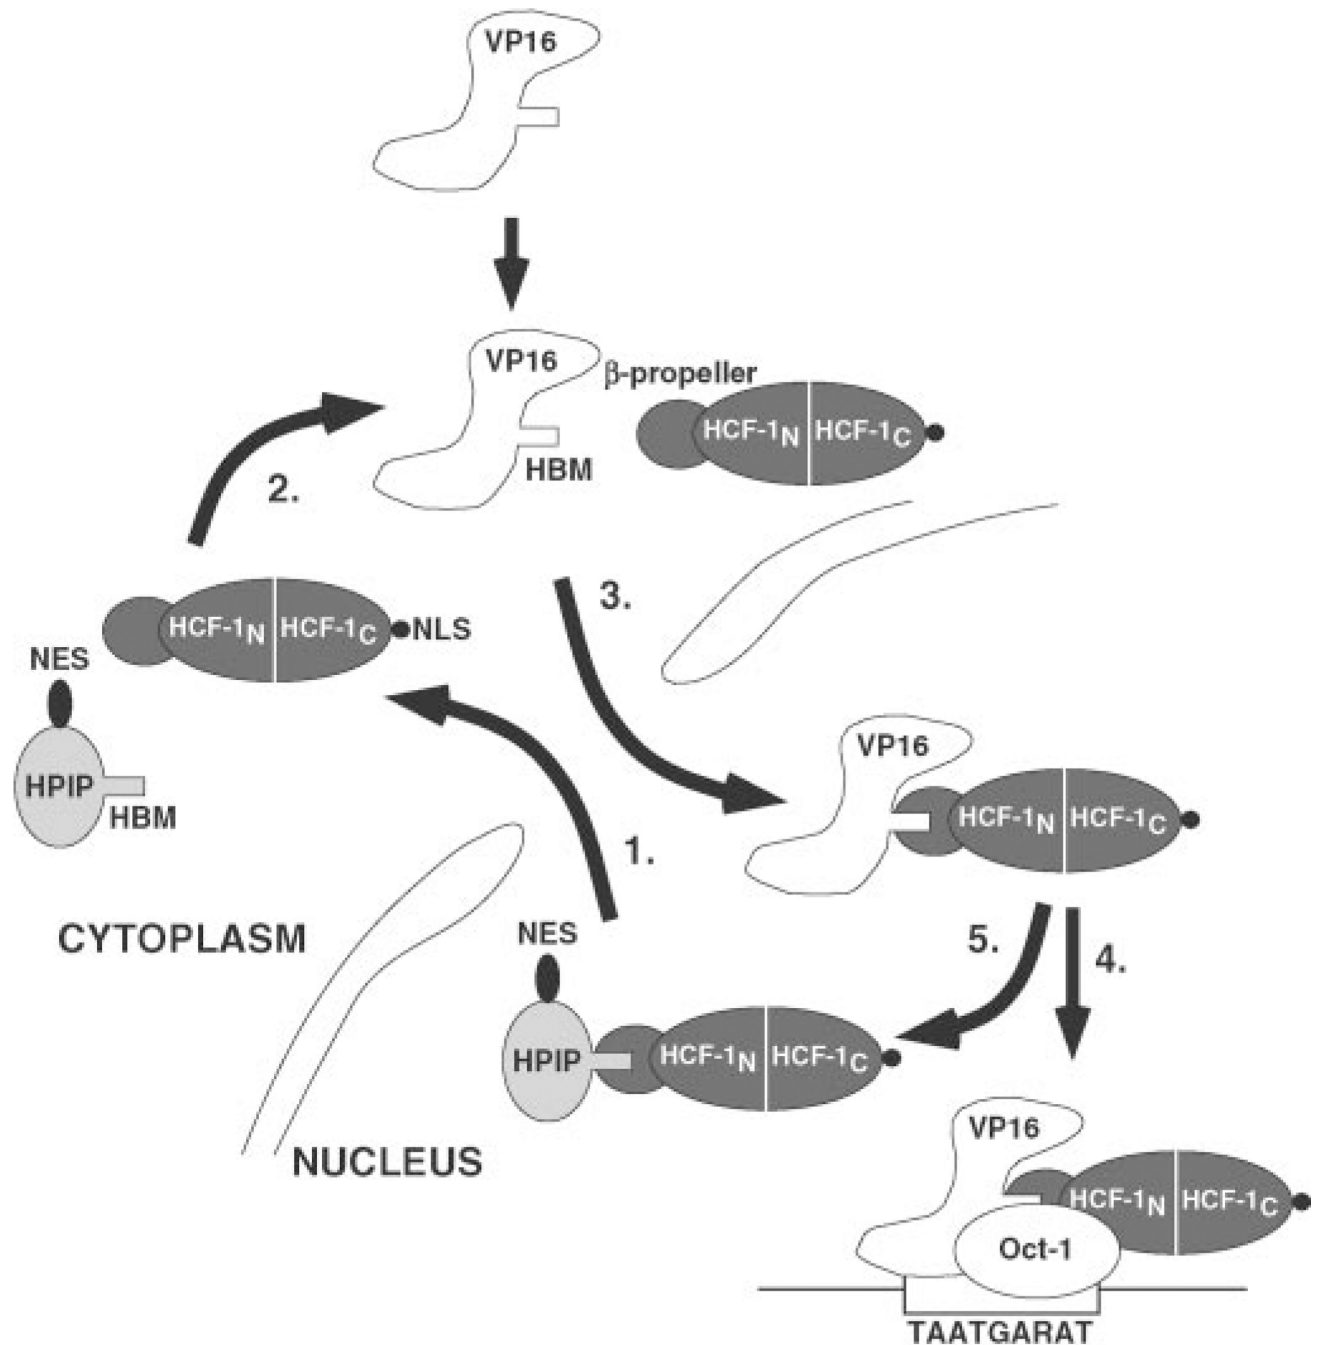 VP16
VP16
β-propeller
HCF-1N HCF-1C
HBM
2.
3.
HCF-1N HCF-1C NLS
NES
HPIP
HBM
VP16
HCF-1N HCF-1C
1.
CYTOPLASM
NES
5.
4.
HPIP
HCF-1N HCF-1C
NUCLEUS
VP16
HCF-1N HCF-1C
Oct-1
TAATGARAT